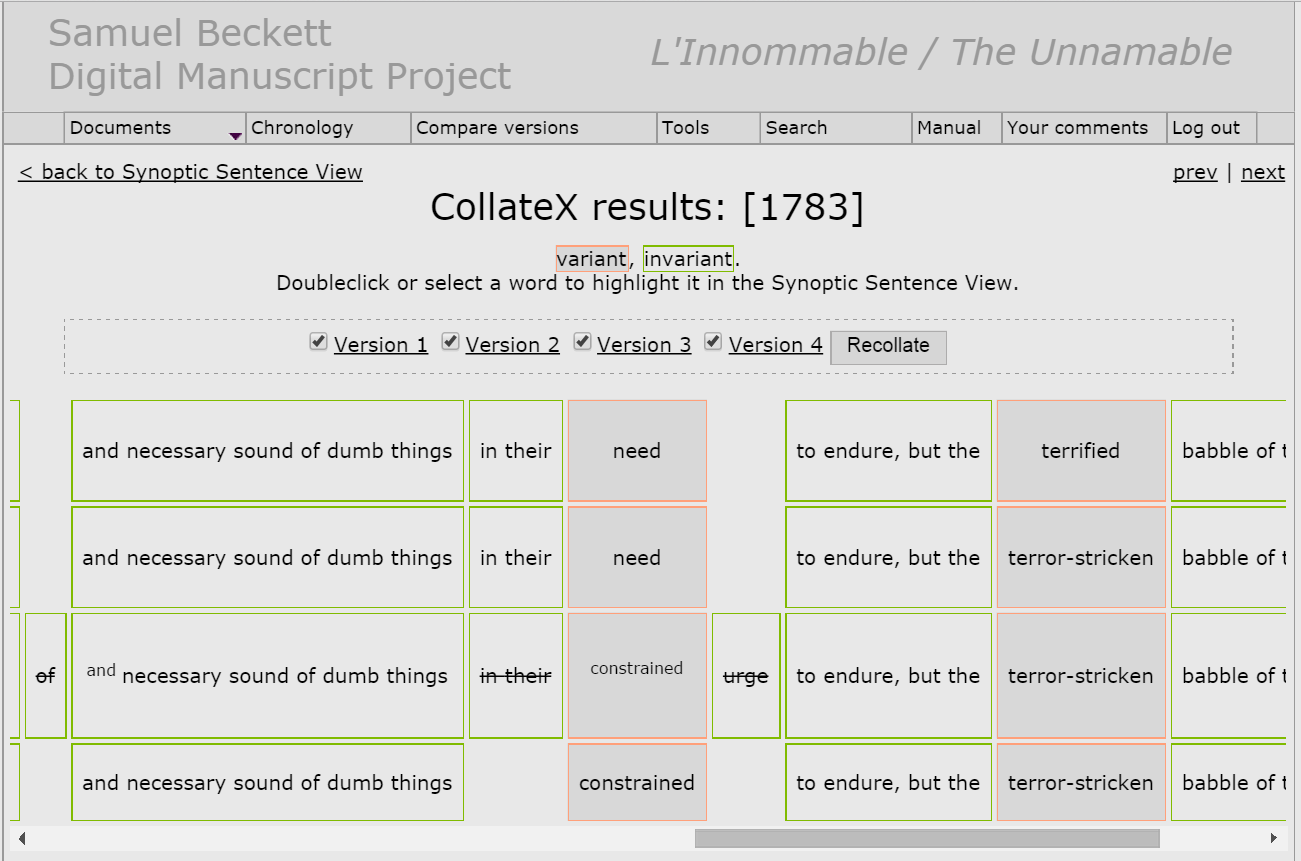 Samuel Beckett
Digital Manuscript Project
L'Innommable / The Unnamable
Documents Chronology Compare versions Tools Search Manual Your comments Log out
< back to Synoptic Sentence View prev | next
CollateX results: [1783]
variant, invariant.
Doubleclick or select a word to highlight it in the Synoptic Sentence View.
Version 1 Version 2 Version 3 Version 4 Recollate
and necessary sound of dumb things in their need to endure, but the terrified babble of t
and necessary sound of dumb things in their need to endure, but the terror-stricken babble of t
of and necessary sound of dumb things in their constrained urge to endure, but the terror-stricken babble of t
and necessary sound of dumb things constrained to endure, but the terror-stricken babble of t